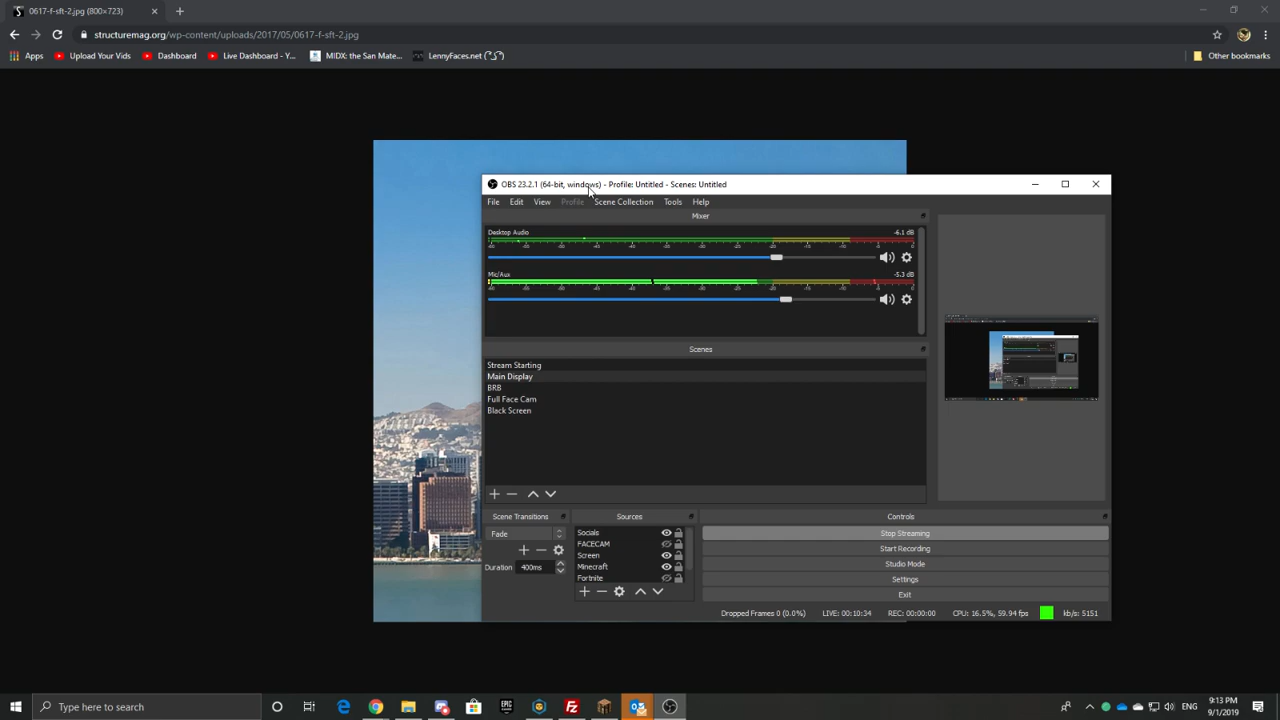 0617-f-sft-2.jpg (800×723)
structuremag.org/wp-content/uploads/2017/05/0617-f-sft-2.jpg
Apps
Upload Your Vids
Dashboard
Live Dashboard - Y...
MIDX: the San Mate...
LennyFaces.net
Other bookmarks
OBS 23.2.1 (64-bit, windows) - Profile: Untitled - Scenes: Untitled
File Edit View Profile Scene Collection Tools Help
Mixer
Desktop Audio -6.1 dB
Mic/Aux -5.3 dB
Scenes
Stream Starting
Main Display
BRB
Full Face Cam
Black Screen
Scene Transitions
Fade
Duration 400ms
Sources
Socials
FACECAM
Screen
Minecraft
Fortnite
Controls
Stop Streaming
Start Recording
Studio Mode
Settings
Exit
Dropped Frames 0 (0.0%) LIVE: 00:10:34 REC: 00:00:00 CPU: 16.5%, 59.94 fps kb/s: 5151
Type here to search
EPIC
FZ
ENG
9:13 PM
9/1/2019